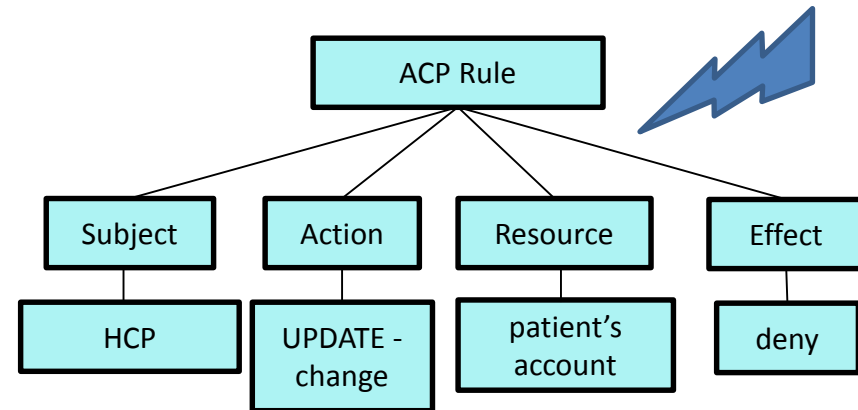 ACP Rule
Subject
Action
Resource
Effect
HCP
UPDATE -
change
patient’s
account
deny